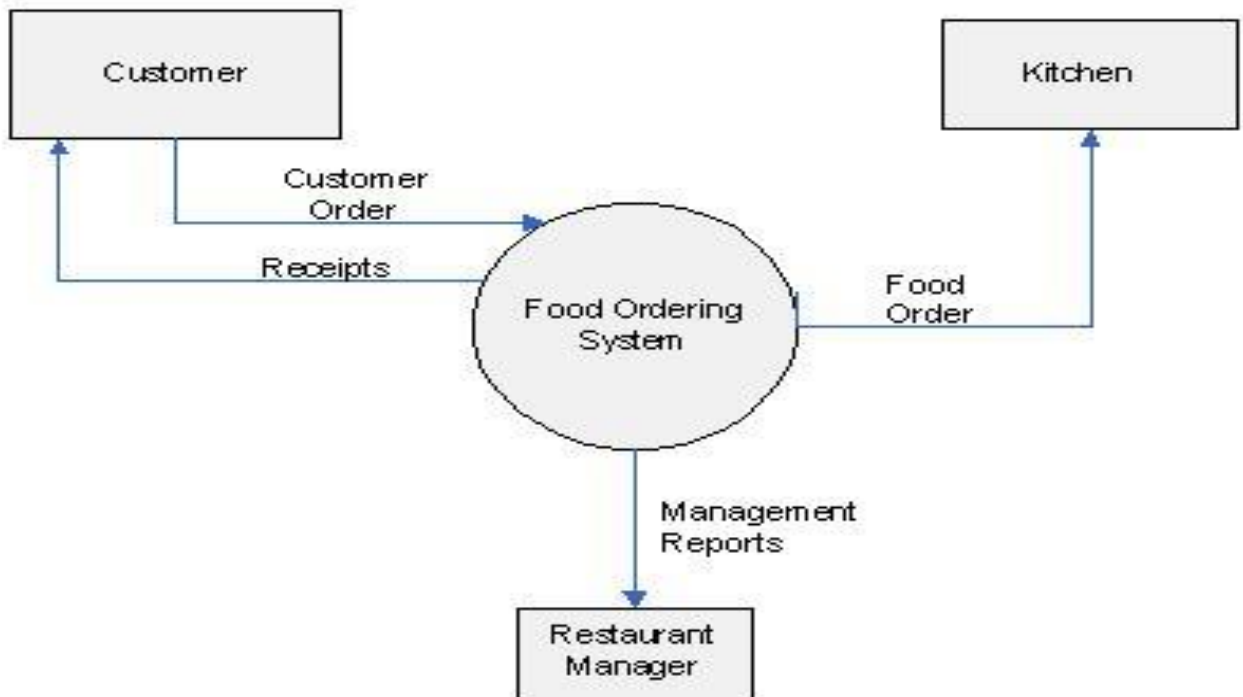 Customer
Kitchen
Customer
Order
Receipts
Food Ordering
System
Food
Order
Management
Reports
Restaurant
Manager